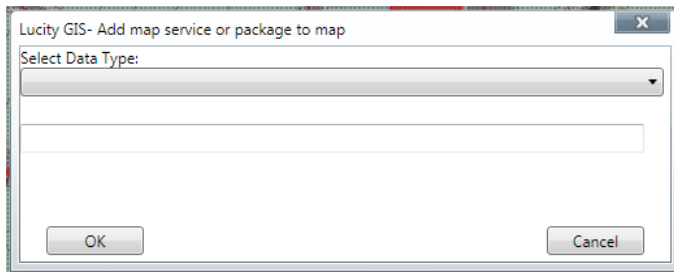 Lucity GIS- Add map service or package to map
Select Data Type:
OK
Cancel